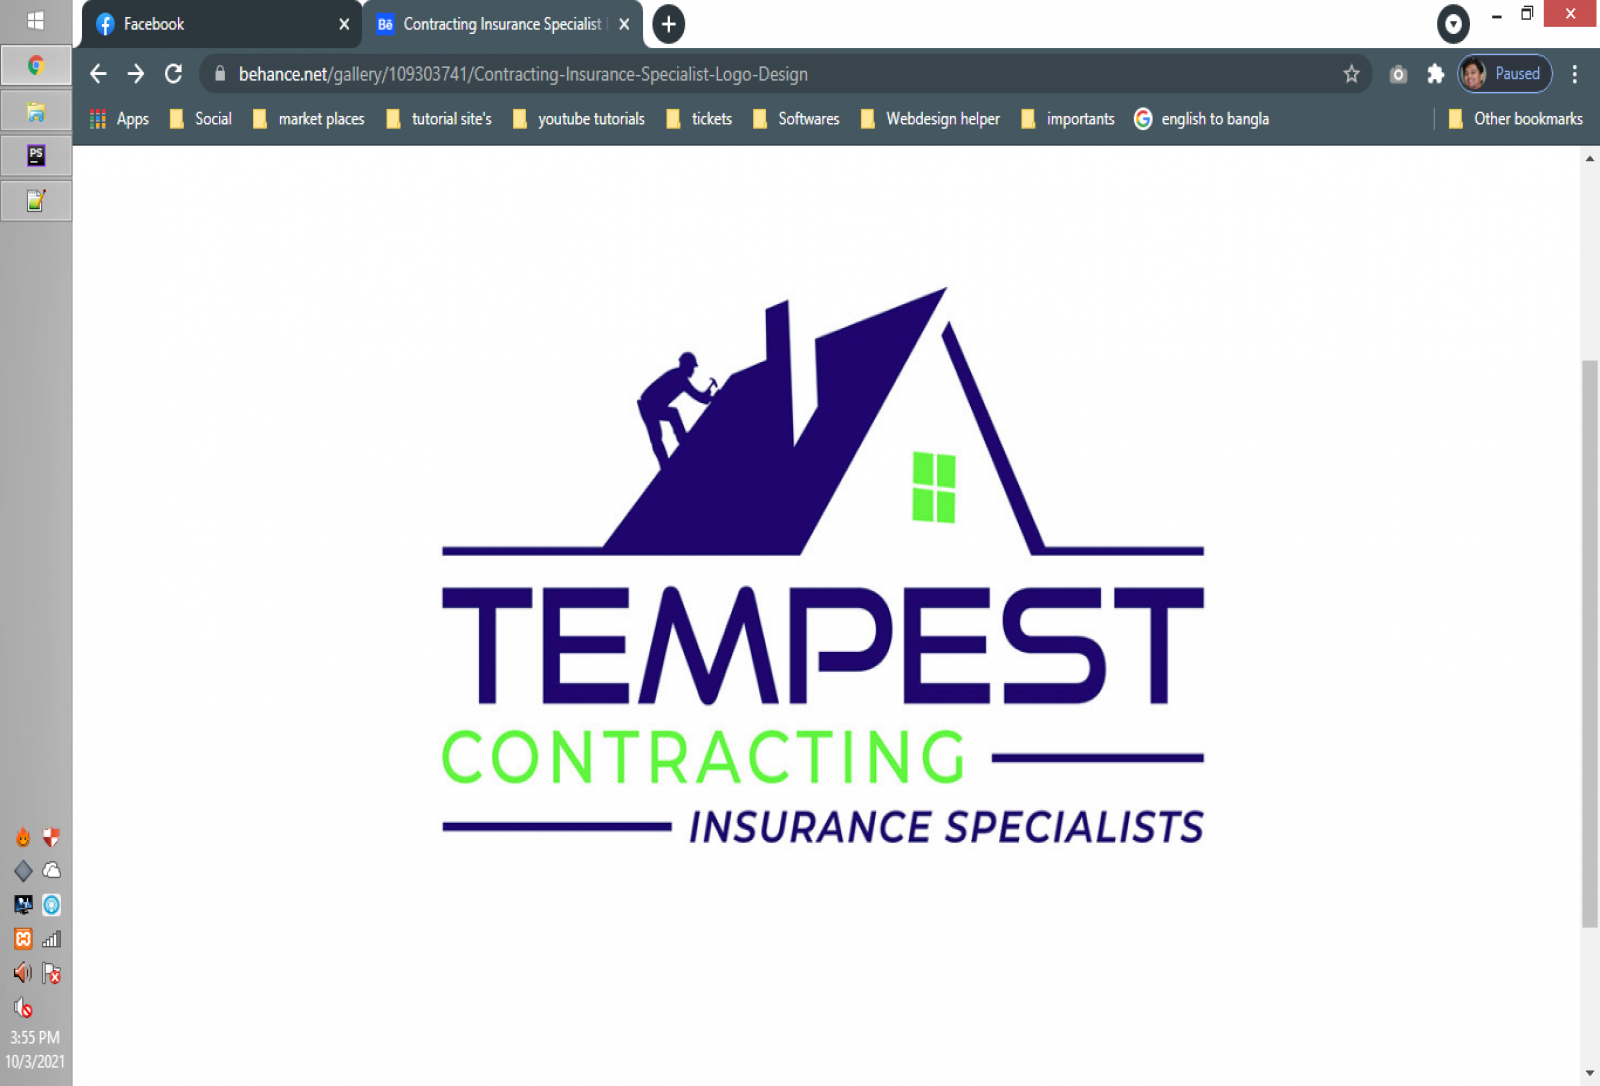 Facebook
Bē Contracting Insurance Specialist
behance.net/gallery/109303741/Contracting-Insurance-Specialist-Logo-Design
Paused
Apps Social market places tutorial site's youtube tutorials tickets Softwares Webdesign helper importants english to bangla Other bookmarks
PS
TEMPEST
CONTRACTING
INSURANCE SPECIALISTS
3:55 PM
10/3/2021